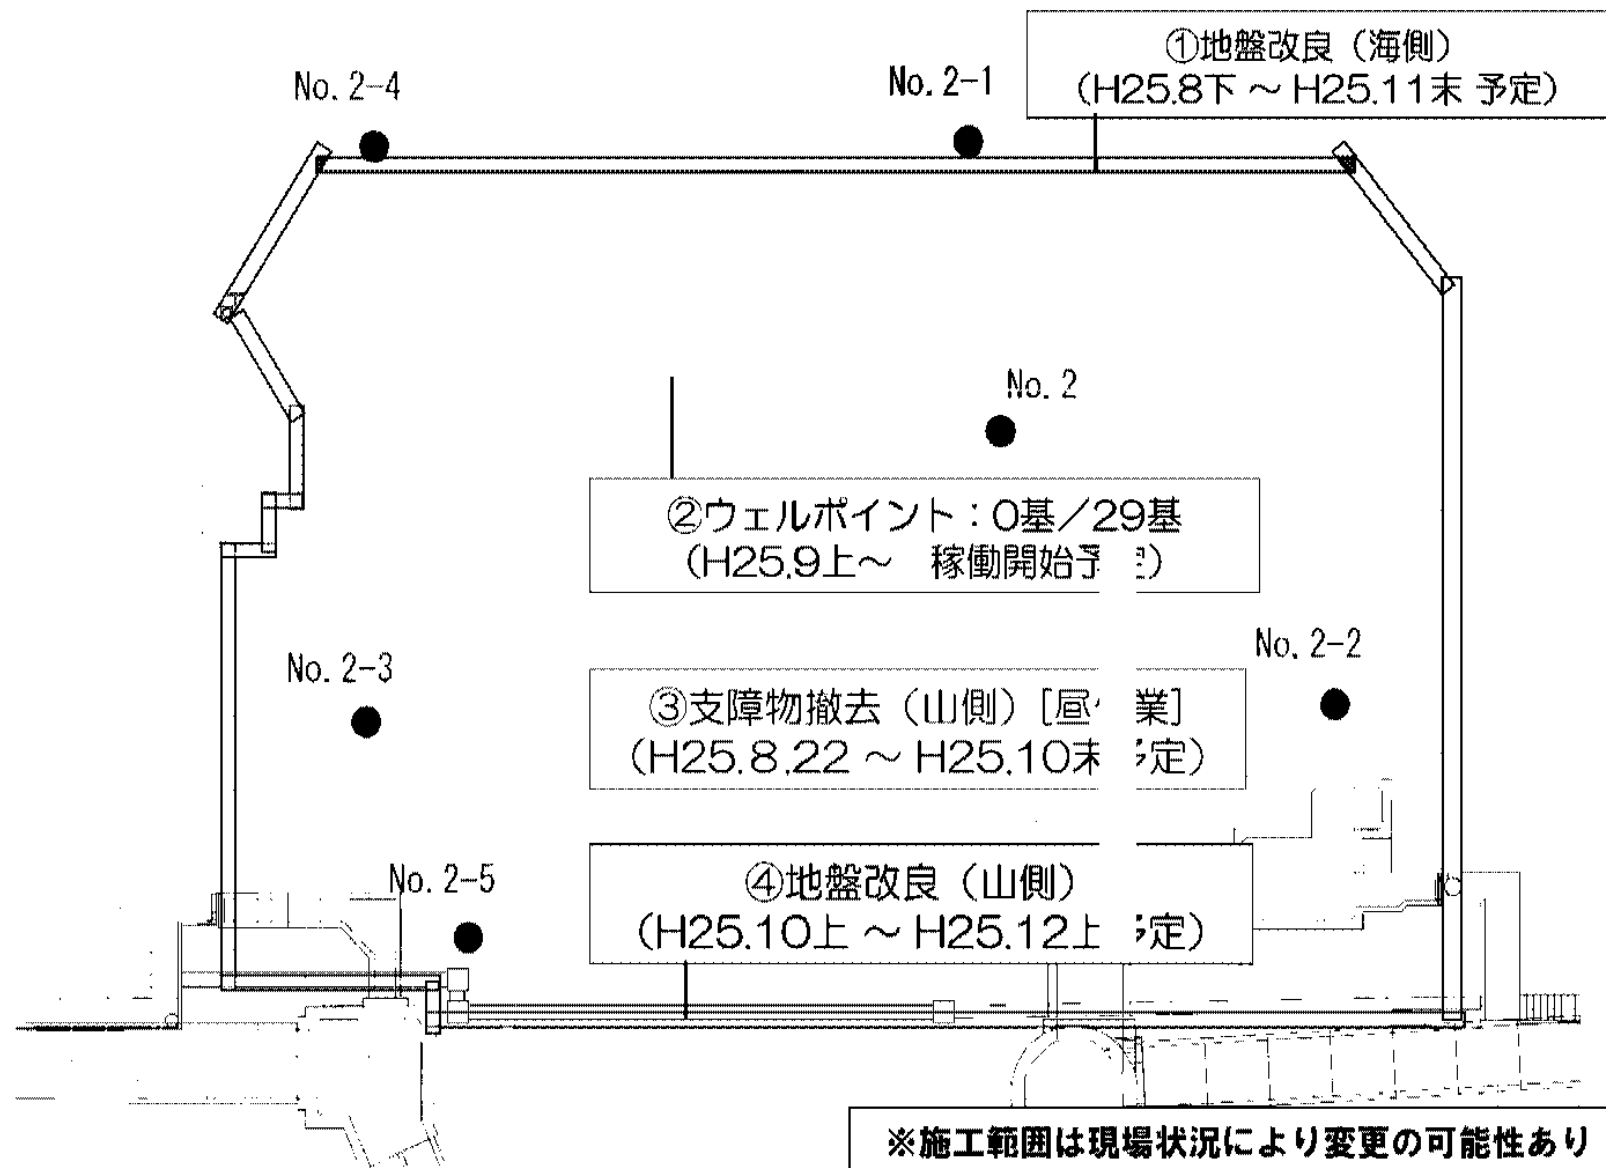 ①地盤改良（海側）
（H25.8下 ～ H25.11末 予定）
No. 2-4
No. 2-1
No. 2
②ウェルポイント：0基／29基
（H25.9上～　稼働開始予定）
No. 2-3
No. 2-2
③支障物撤去（山側）[昼 業]
（H25.8.22 ～ H25.10末 予定）
No. 2-5
④地盤改良（山側）
（H25.10上 ～ H25.12上 予定）
※施工範囲は現場状況により変更の可能性あり